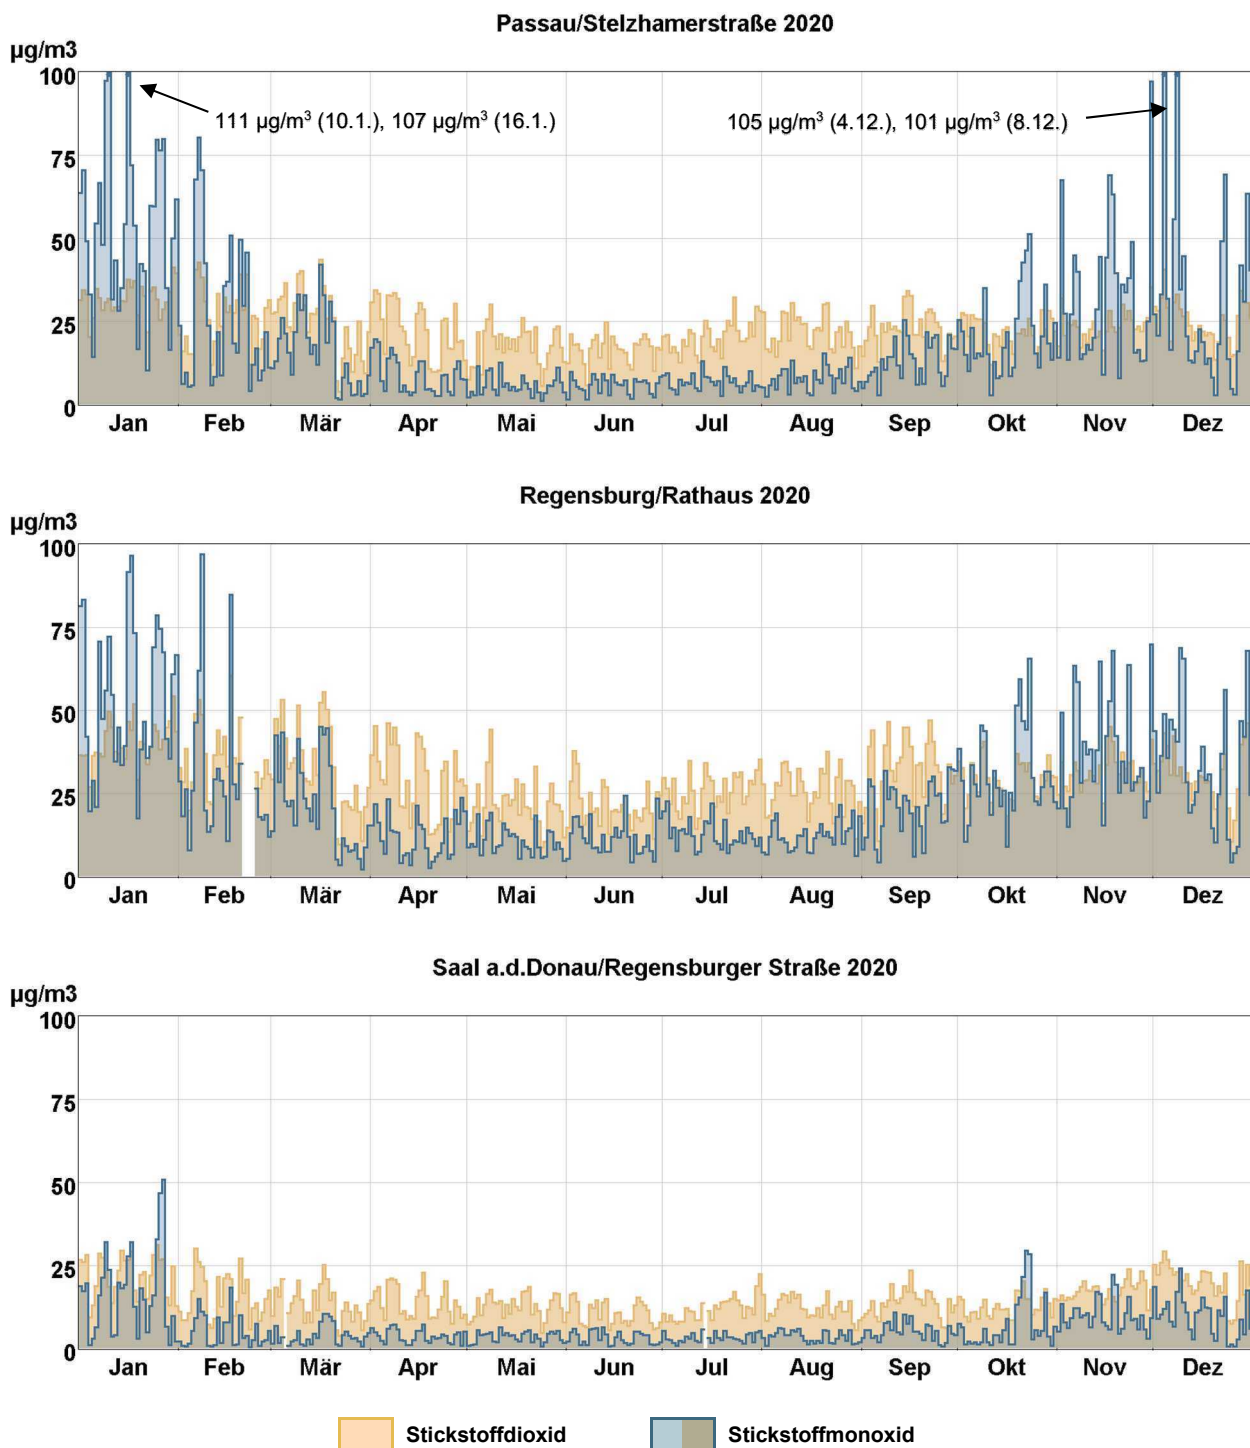 Passau/Stelzhamerstraße 2020
µg/m3
100
111 µg/m³ (10.1.), 107 µg/m³ (16.1.)
105 µg/m³ (4.12.), 101 µg/m³ (8.12.)
75
50
25
0
Jan Feb Mär Apr Mai Jun Jul Aug Sep Okt Nov Dez
Regensburg/Rathaus 2020
µg/m3
100
75
50
25
0
Jan Feb Mär Apr Mai Jun Jul Aug Sep Okt Nov Dez
Saal a.d.Donau/Regensburger Straße 2020
µg/m3
100
75
50
25
0
Jan Feb Mär Apr Mai Jun Jul Aug Sep Okt Nov Dez
Stickstoffdioxid Stickstoffmonoxid